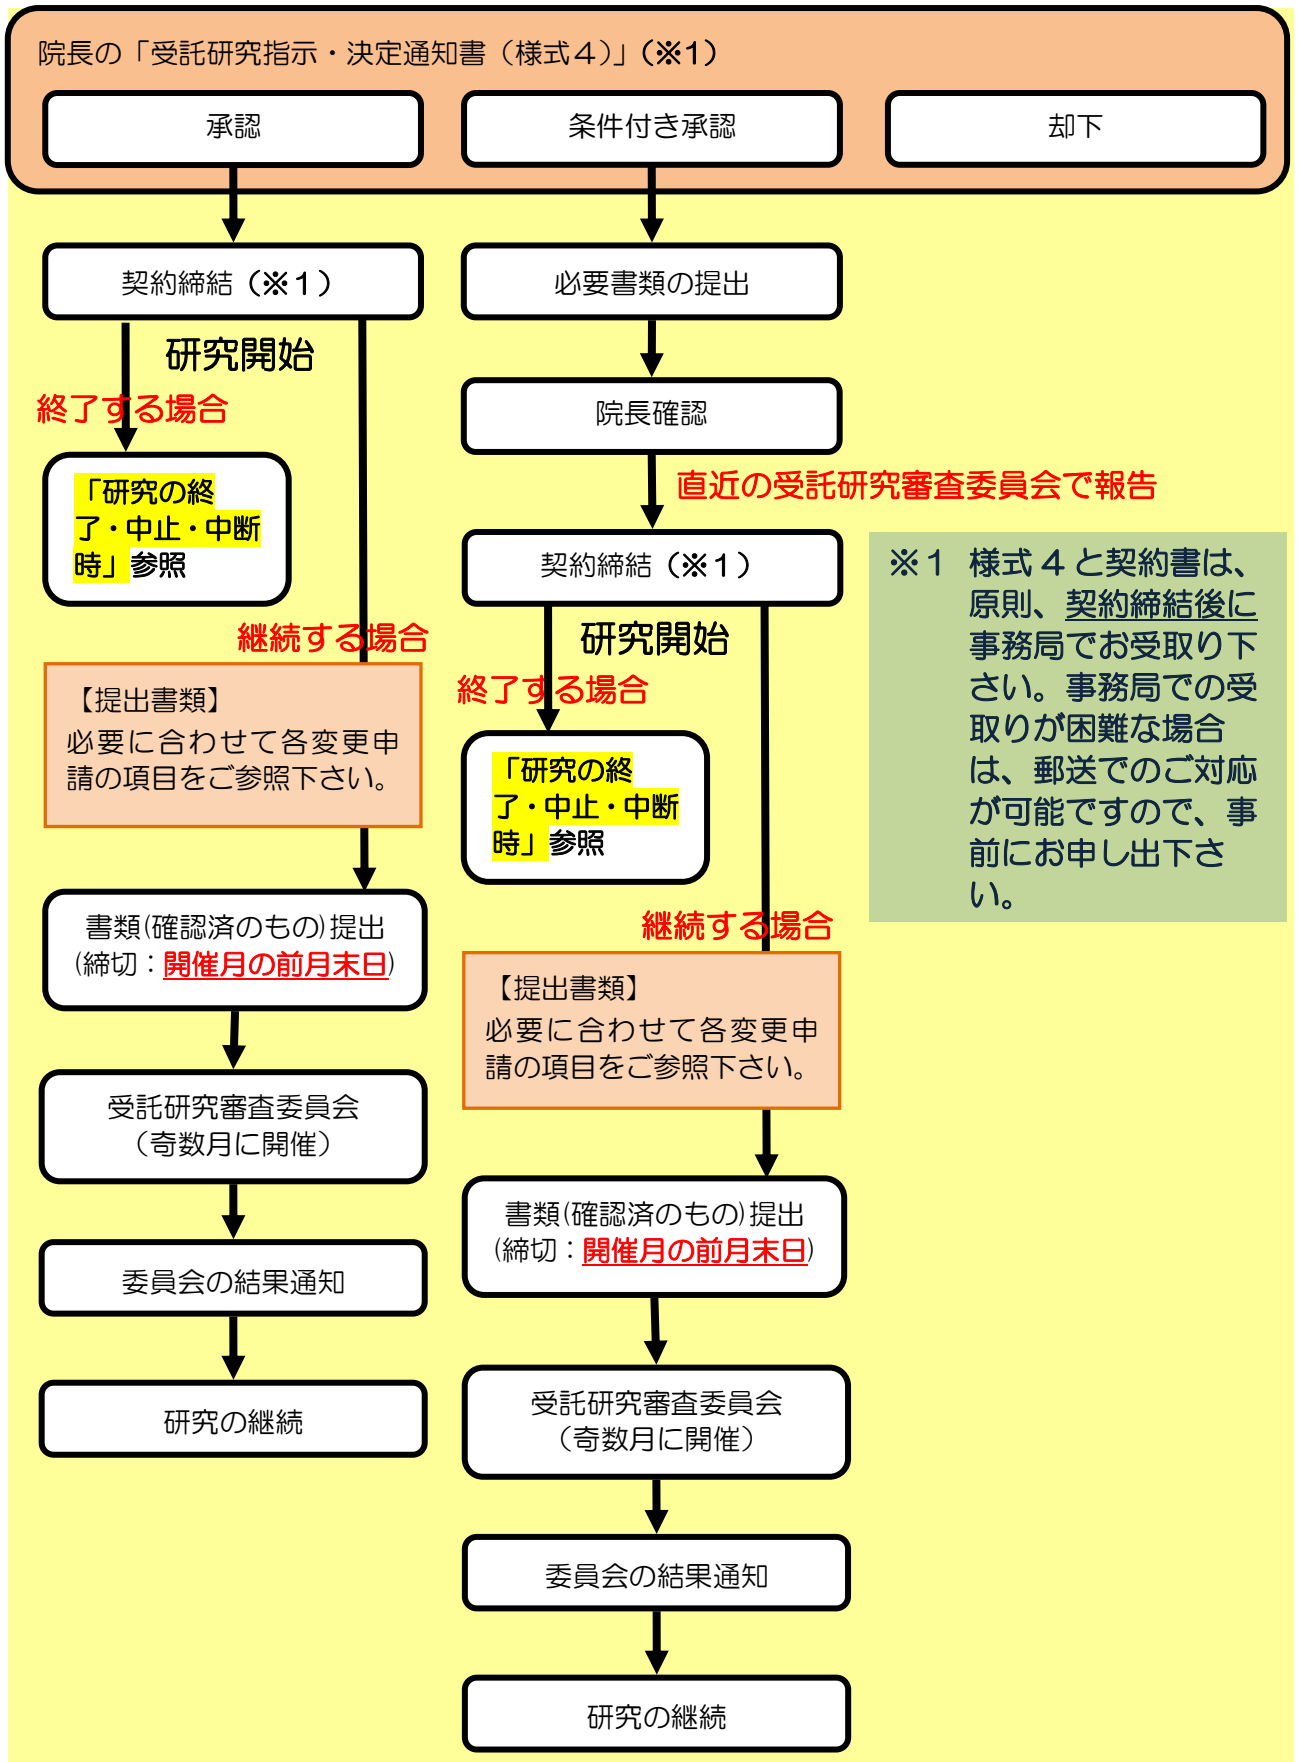 院長の「受託研究指示・決定通知書（様式４）」（※１）
承認
条件付き承認
却下
契約締結（※１）
研究開始
終了する場合
「研究の終
了・中止・中断
時」参照
継続する場合
【提出書類】
必要に合わせて各変更申
請の項目をご参照下さい。
書類(確認済のもの)提出
(締切：開催月の前月末日)
受託研究審査委員会
（奇数月に開催）
委員会の結果通知
研究の継続
必要書類の提出
院長確認
直近の受託研究審査委員会で報告
契約締結（※１）
研究開始
終了する場合
「研究の終
了・中止・中断
時」参照
継続する場合
【提出書類】
必要に合わせて各変更申
請の項目をご参照下さい。
書類(確認済のもの)提出
(締切：開催月の前月末日)
受託研究審査委員会
（奇数月に開催）
委員会の結果通知
研究の継続
※１ 様式４と契約書は、
原則、契約締結後に
事務局でお受取り下
さい。事務局での受
取りが困難な場合
は、郵送でのご対応
が可能ですので、事
前にお申し出下さ
い。